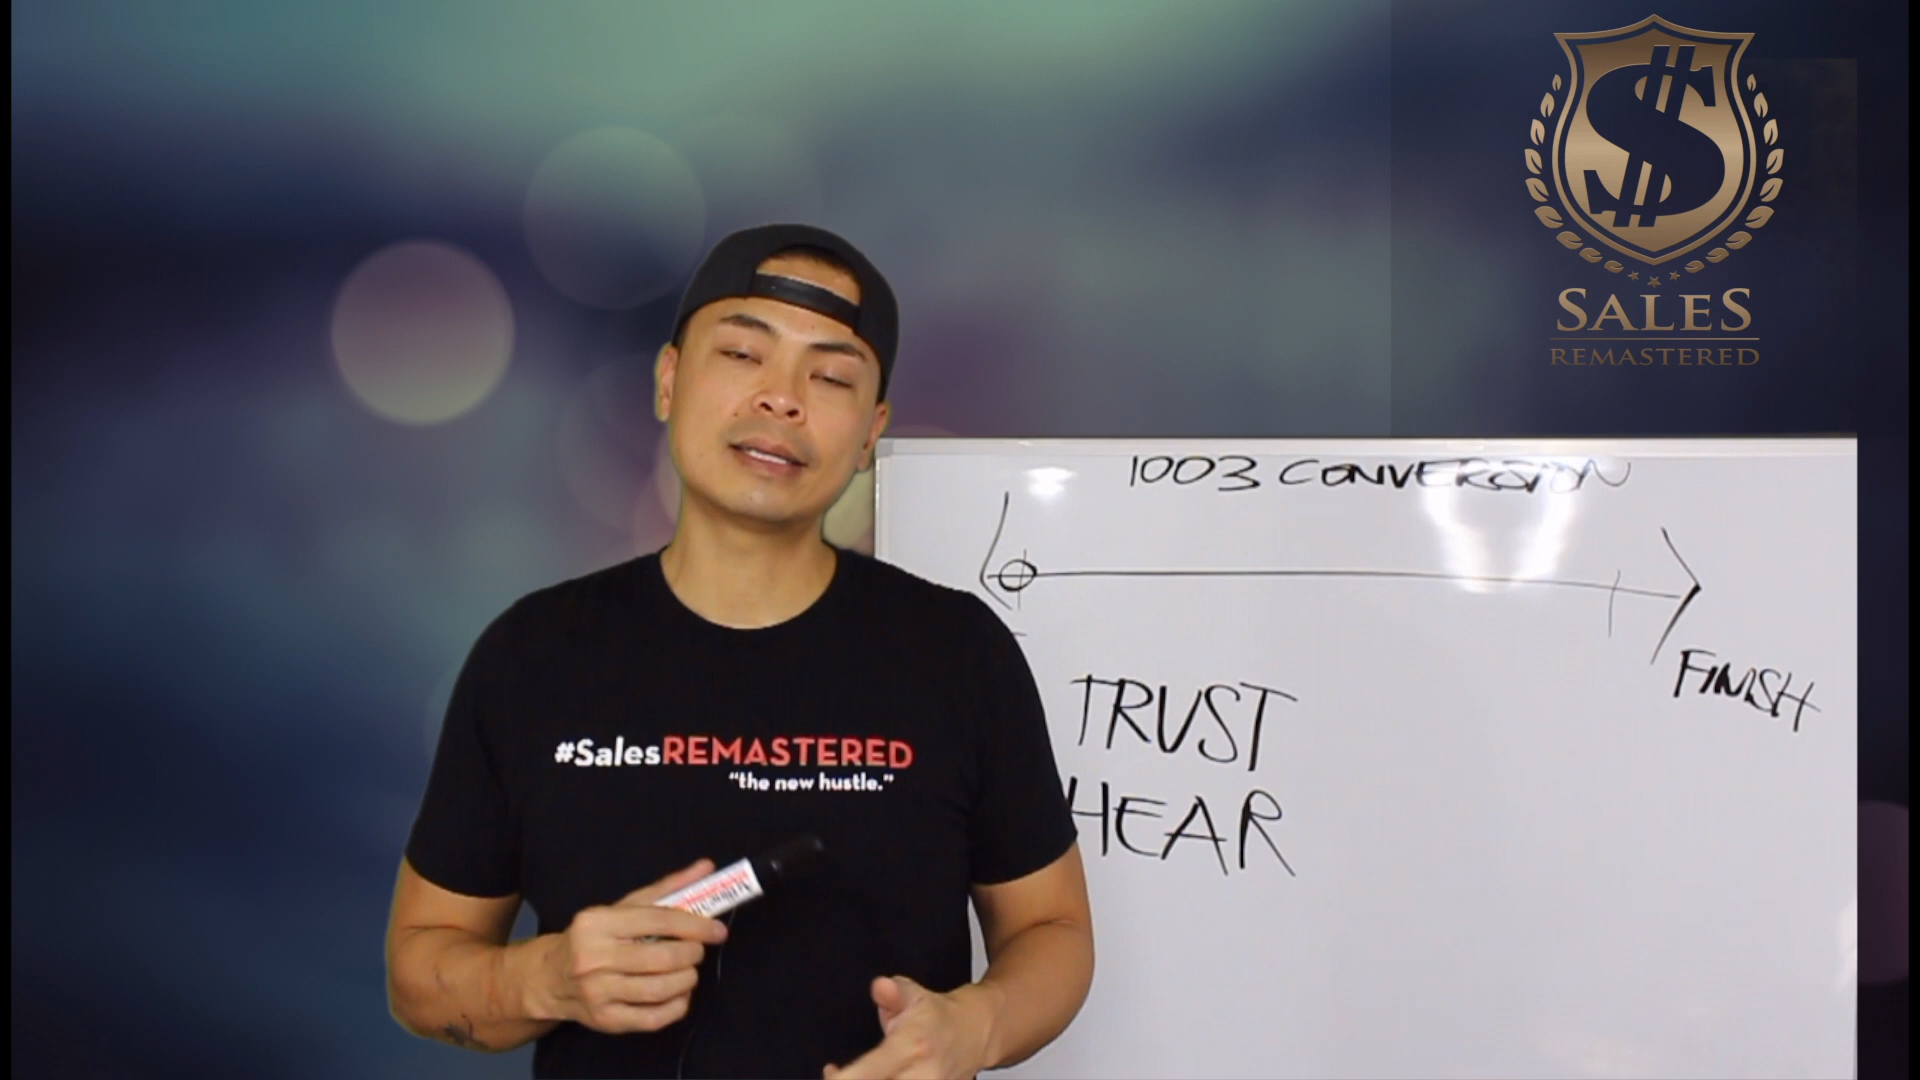 SALES
REMASTERED
1003 CONVERSION
FINISH
TRUST
HEAR
#SalesREMASTERED
"the new hustle."